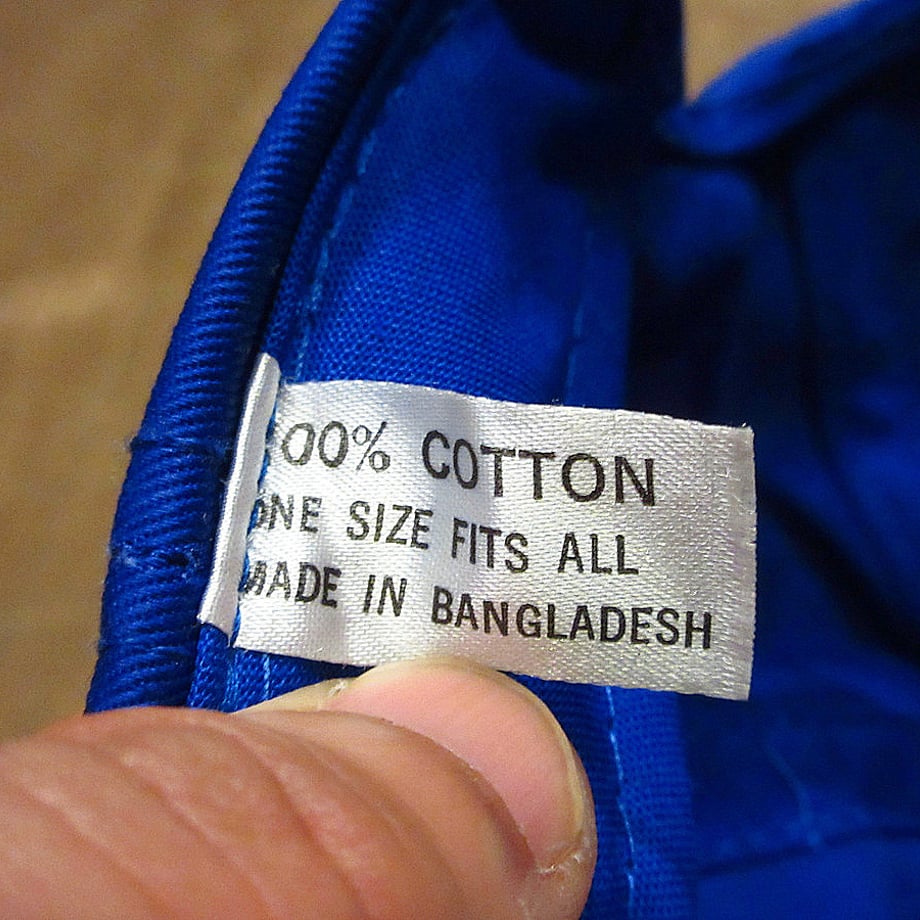 00% COTTON
ONE SIZE FITS ALL
MADE IN BANGLADESH